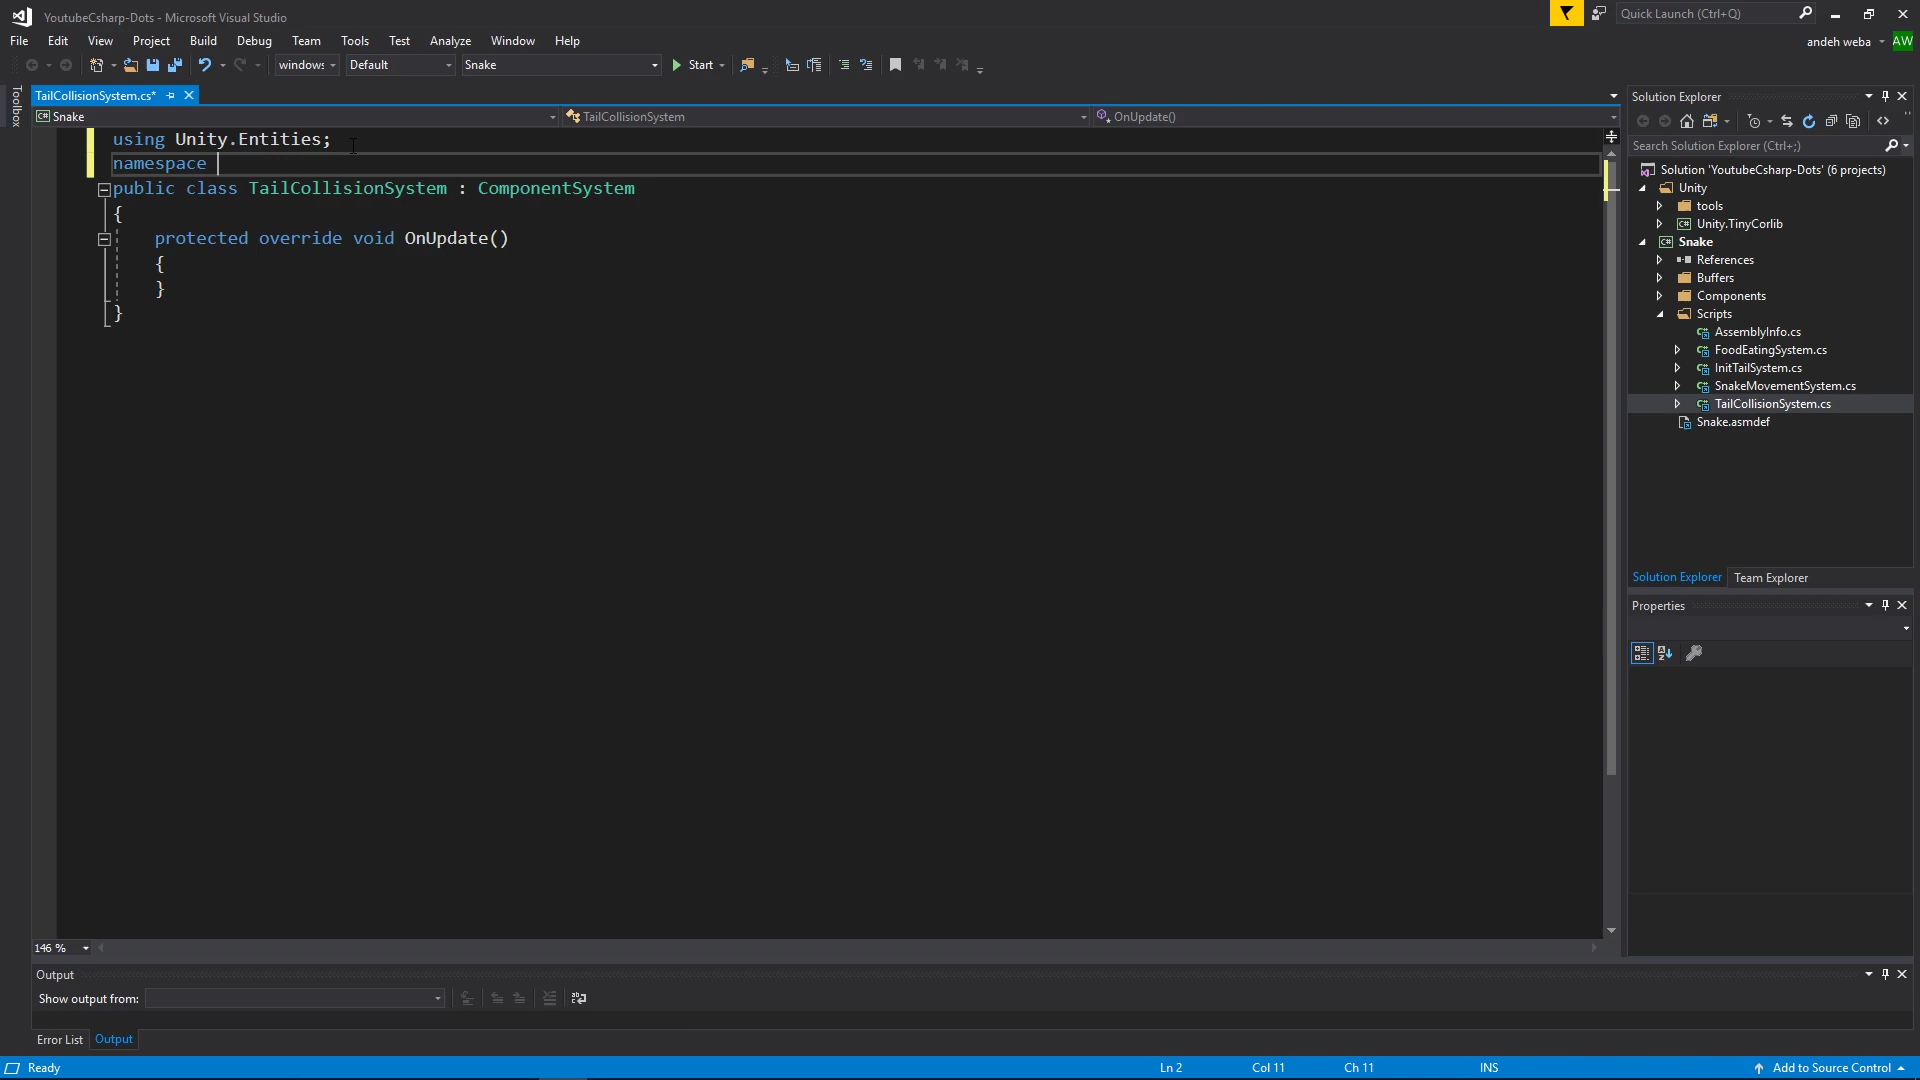 YoutubeCsharp-Dots - Microsoft Visual Studio
Quick Launch (Ctrl+Q)
File Edit View Project Build Debug Team Tools Test Analyze Window Help
andeh weba AW
windows Default Snake Start
Toolbox
TailCollisionSystem.cs*
Solution Explorer
C# Snake TailCollisionSystem OnUpdate()
using Unity.Entities;
namespace
public class TailCollisionSystem : ComponentSystem
{
protected override void OnUpdate()
{
}
}
Search Solution Explorer (Ctrl+;)
Solution 'YoutubeCsharp-Dots' (6 projects)
Unity
tools
C# Unity.TinyCorlib
C# Snake
References
Buffers
Components
Scripts
C# AssemblyInfo.cs
C# FoodEatingSystem.cs
C# InitTailSystem.cs
C# SnakeMovementSystem.cs
C# TailCollisionSystem.cs
Snake.asmdef
Solution Explorer Team Explorer
Properties
146 %
Output
Show output from:
Error List Output
Ready Ln 2 Col 11 Ch 11 INS Add to Source Control